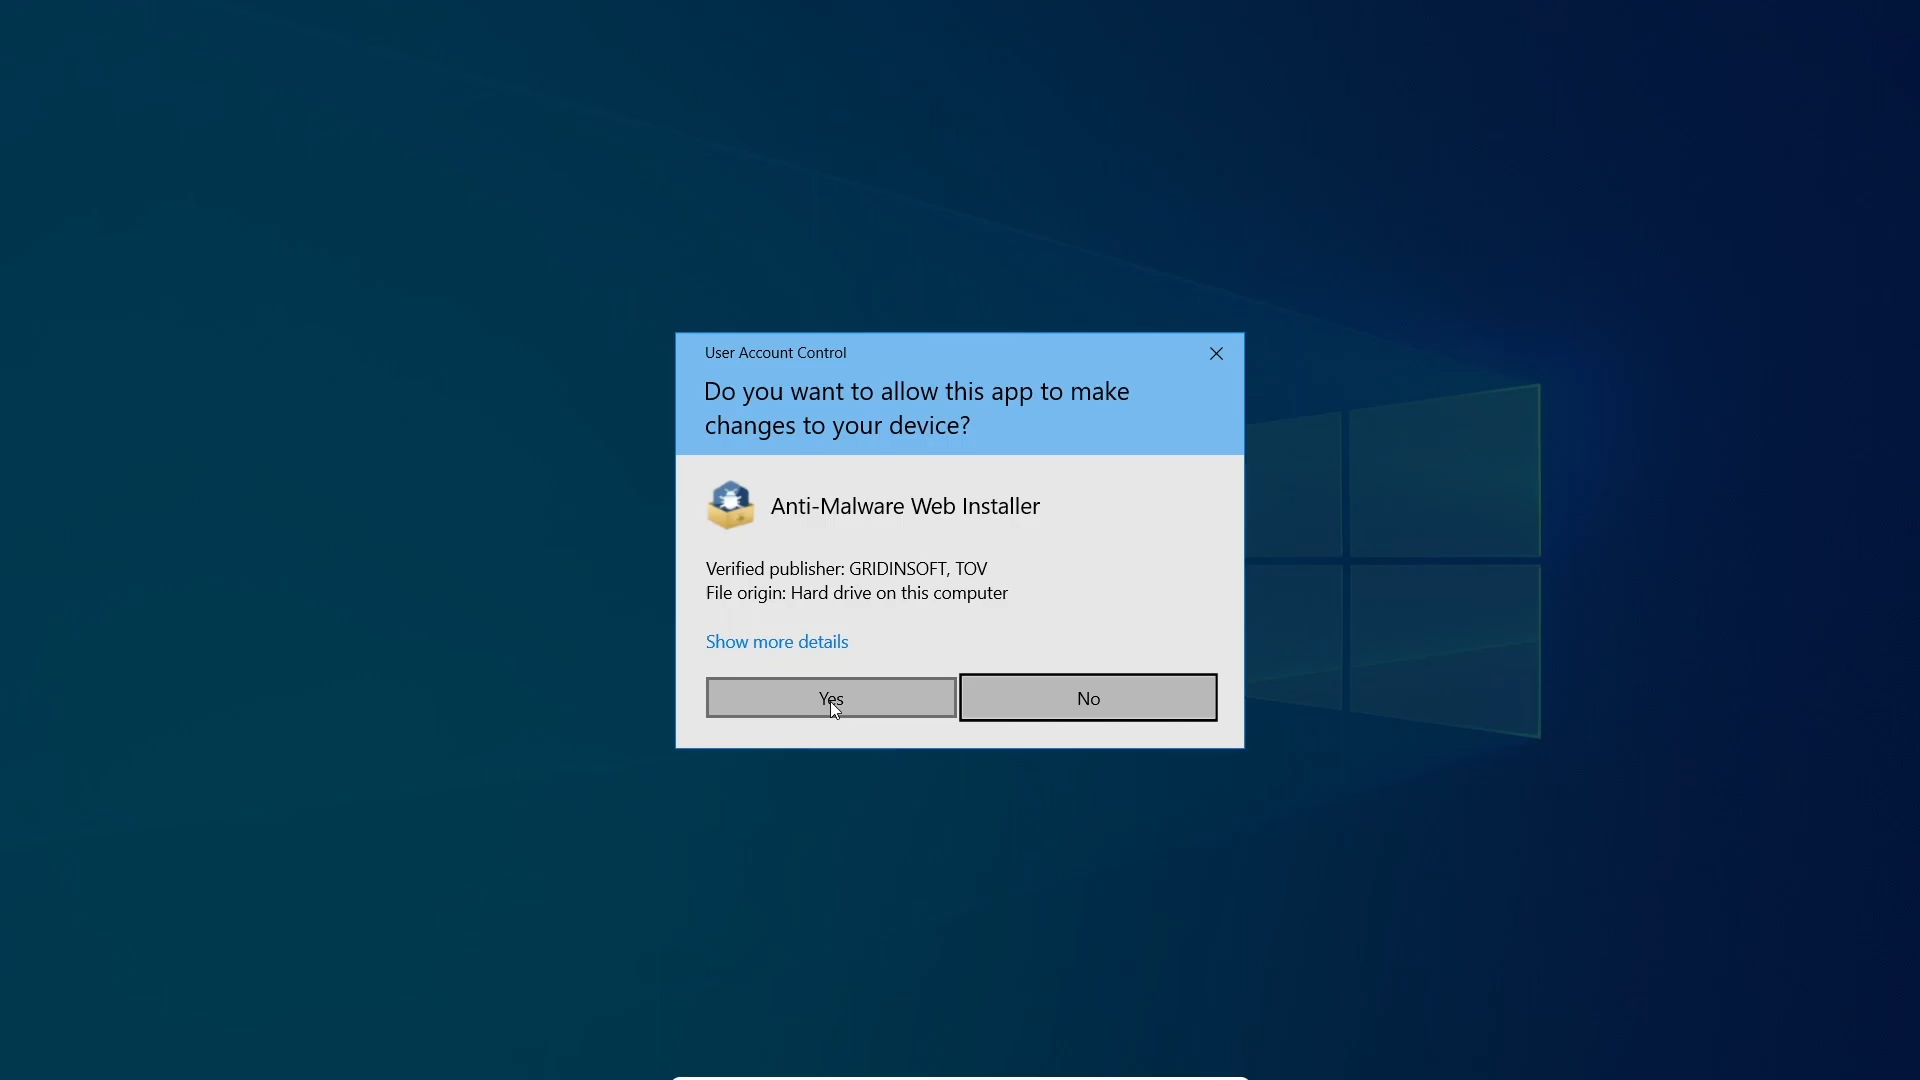 User Account Control
Do you want to allow this app to make
changes to your device?
Anti-Malware Web Installer
Verified publisher: GRIDINSOFT, TOV
File origin: Hard drive on this computer
Show more details
Yes
No